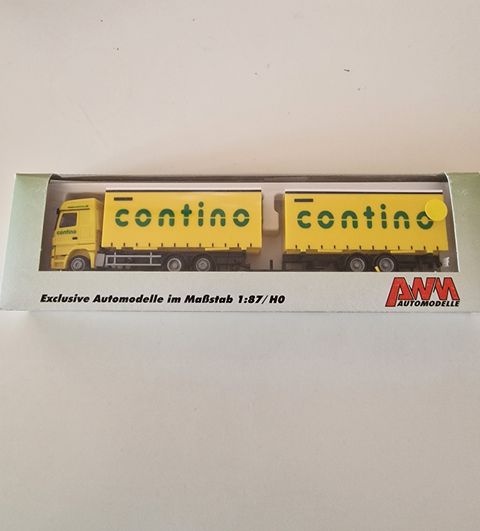 contino
contino
contino
Exclusive Automodelle im Maßstab 1:87/H0
AWM
AUTOMODELLE